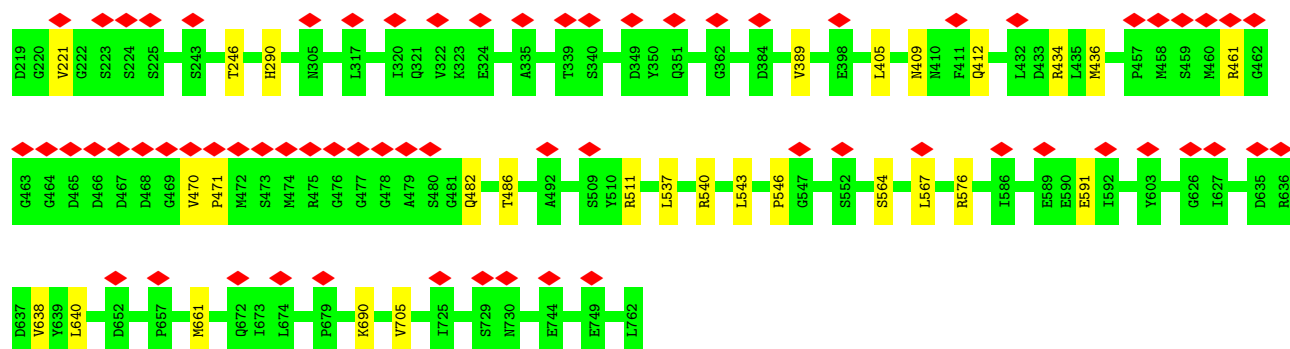 D219 G220 V221 G222 S223 S224 S225 S243 T246 H290 N305 L317 I320 Q321 V322 K323 E324 A335 T339 S340 D349 Y350 Q351 G362 D384 V389 E398 L405 N409 N410 F411 Q412 L432 D433 R434 L435 M436 P457 M458 S459 M460 R461 G462
G463 G464 D465 D466 D467 D468 G469 V470 P471 M472 S473 M474 R475 G476 G477 G478 A479 S480 G481 Q482 T486 A492 S509 Y510 R511 L537 R540 L543 P546 G547 S552 S564 L567 R576 I586 E589 E590 E591 I592 Y603 G626 I627 D635 R636
D637 V638 Y639 L640 D652 P657 M661 Q672 I673 L674 P679 K690 V705 I725 S729 N730 E744 E749 L762